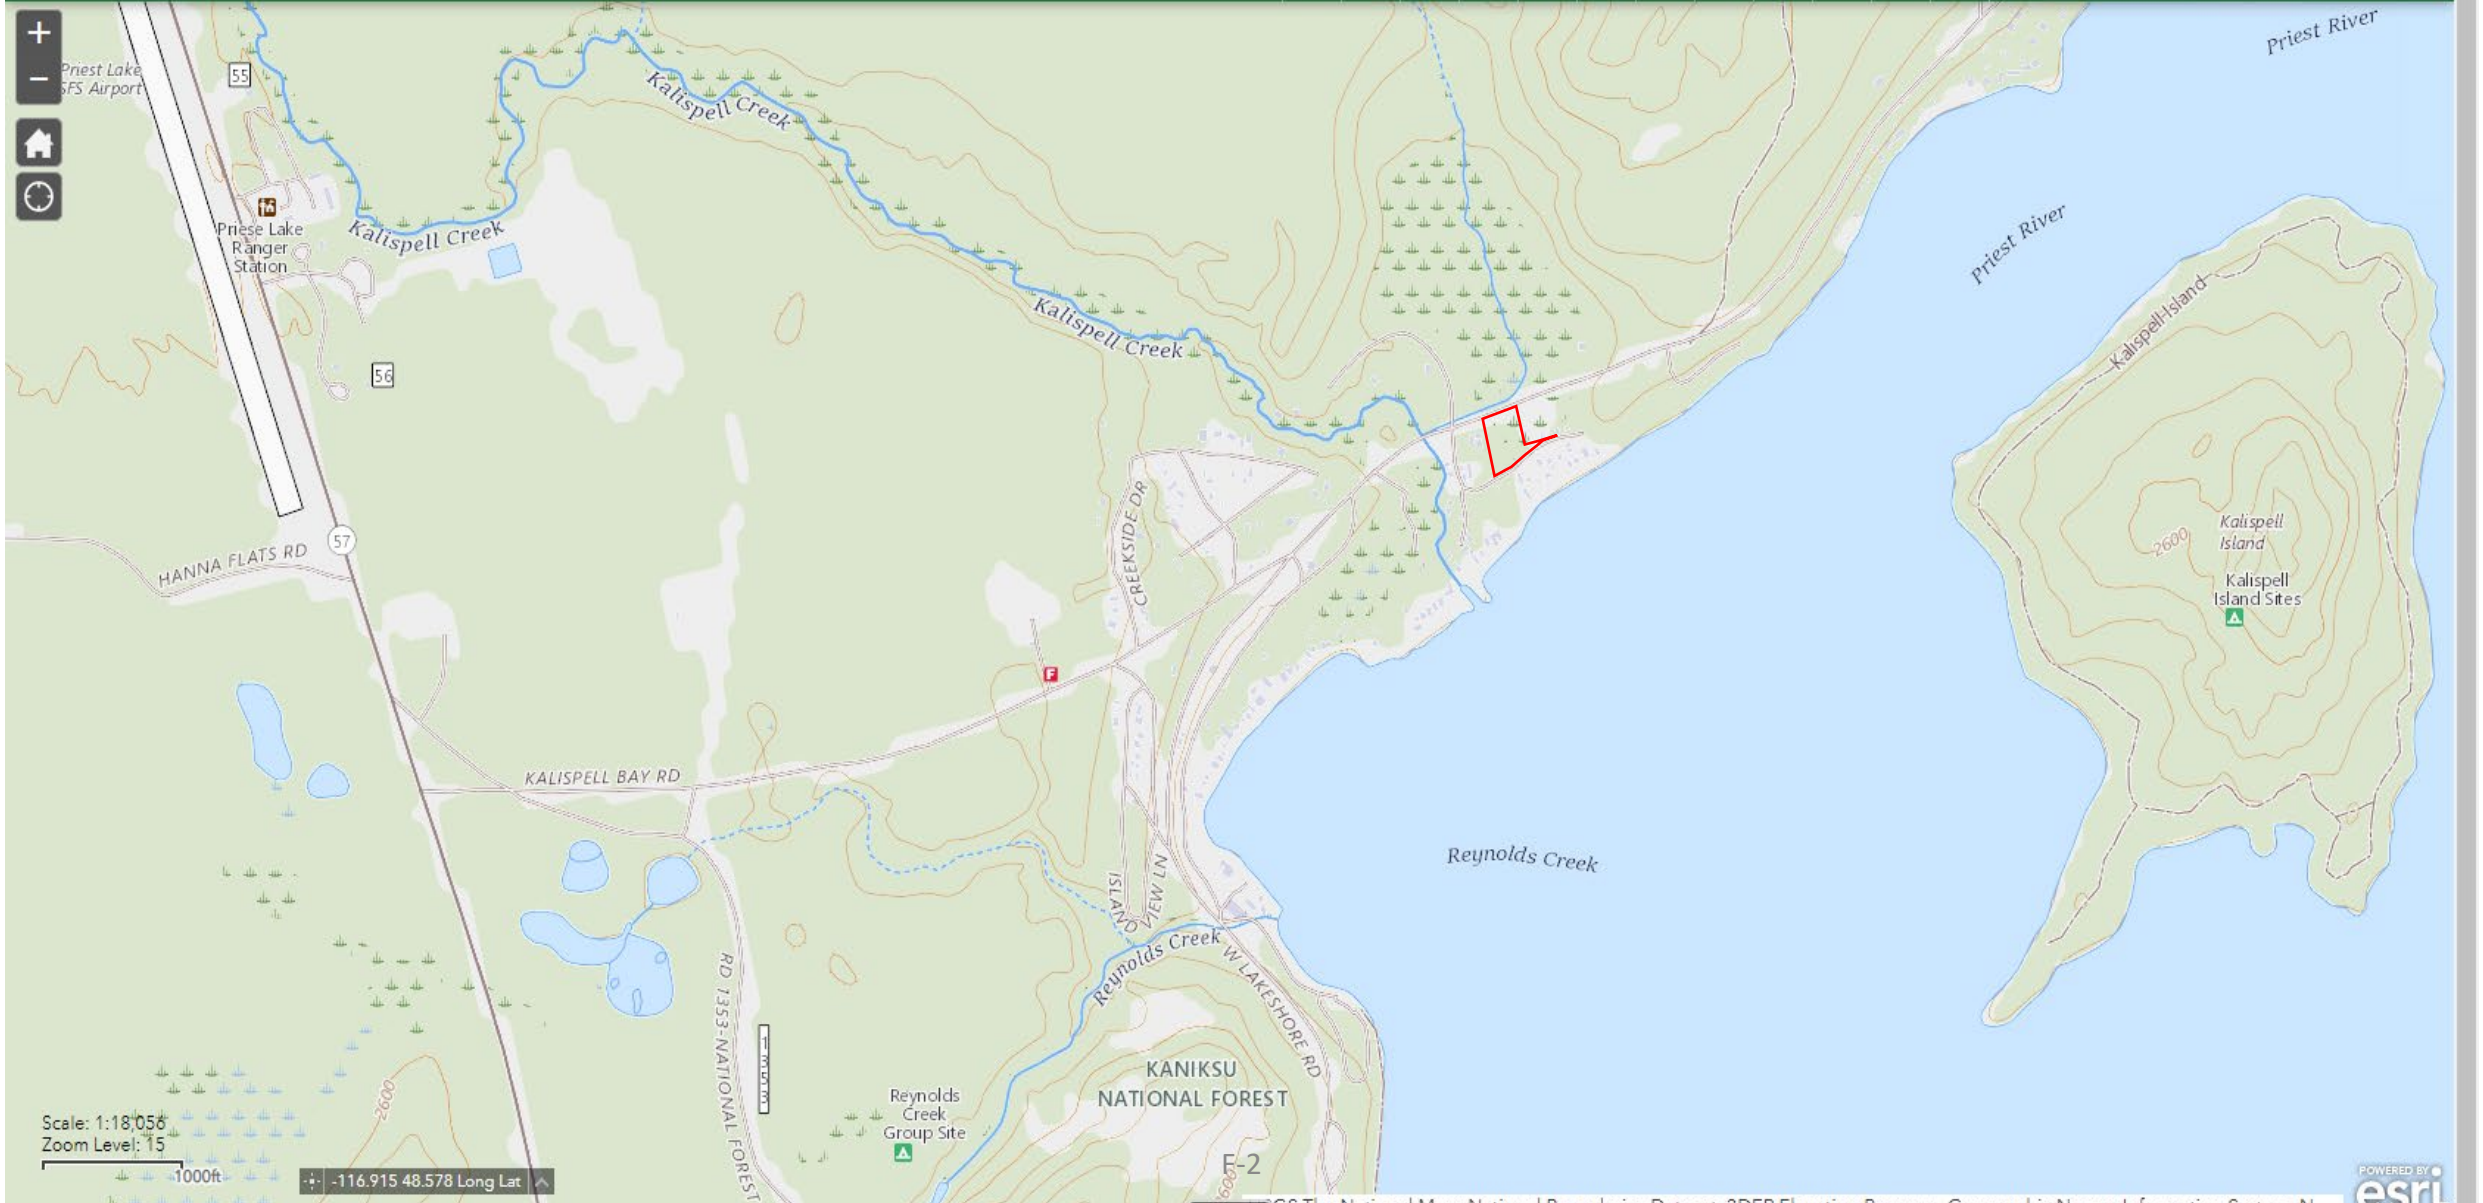 Priest River
Priest Lake
SFS Airport
55
Kalispell Creek
Priese Lake
Ranger
Station
Kalispell Creek
Priest River
Kalispell Creek
Kalispell-Island
56
57
HANNA FLATS RD
CREEKSIDE DR
2600
Kalispell
Island
Kalispell
Island Sites
F
KALISPELL BAY RD
Reynolds Creek
ISLAND
VIEW LN
Reynolds Creek
W LAKESHORE RD
RD 1353-NATIONAL FOREST
1353
KANIKSU
NATIONAL FOREST
2600
Reynolds
Creek
Group Site
Scale: 1:18,056
Zoom Level: 15
1000ft
-116.915 48.578 Long Lat
F-2
POWERED BY
esri